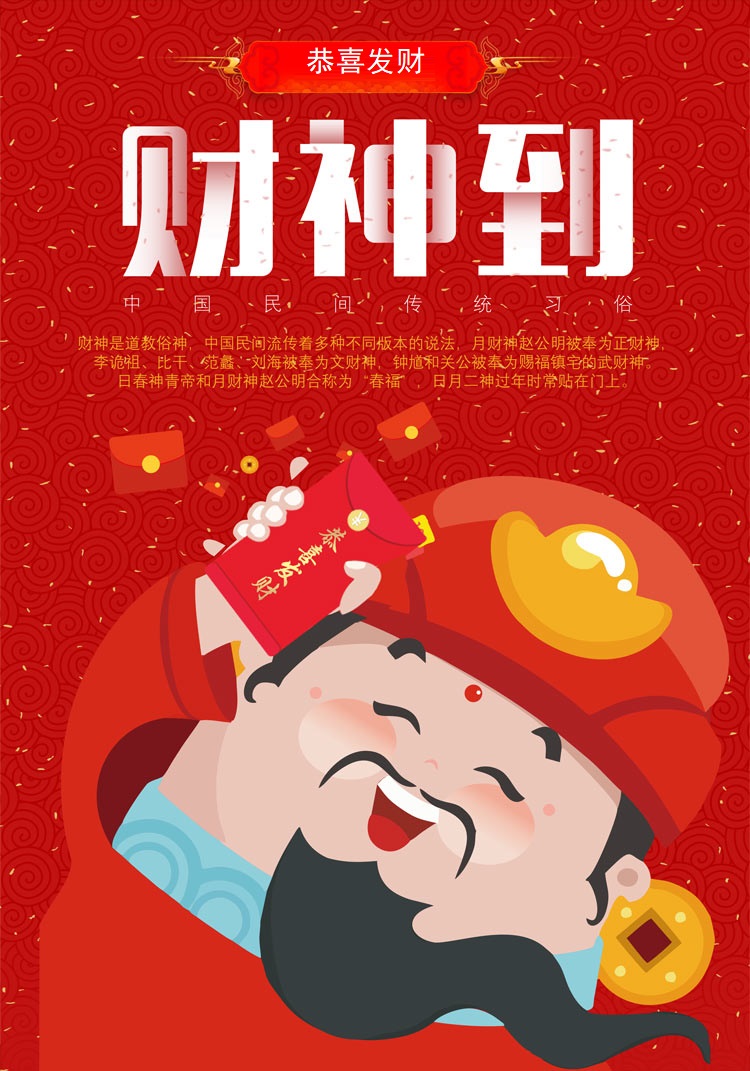 恭喜发财
财神到
中国民间传统习俗
财神是道教俗神，中国民间流传着多种不同版本的说法，月财神赵公明被奉为正财神，
李诡祖、比干、范蠡、刘海被奉为文财神，钟馗和关公被奉为赐福镇宅的武财神。
日春神青帝和月财神赵公明合称为“春福”，日月二神过年时常贴在门上。
恭喜发财